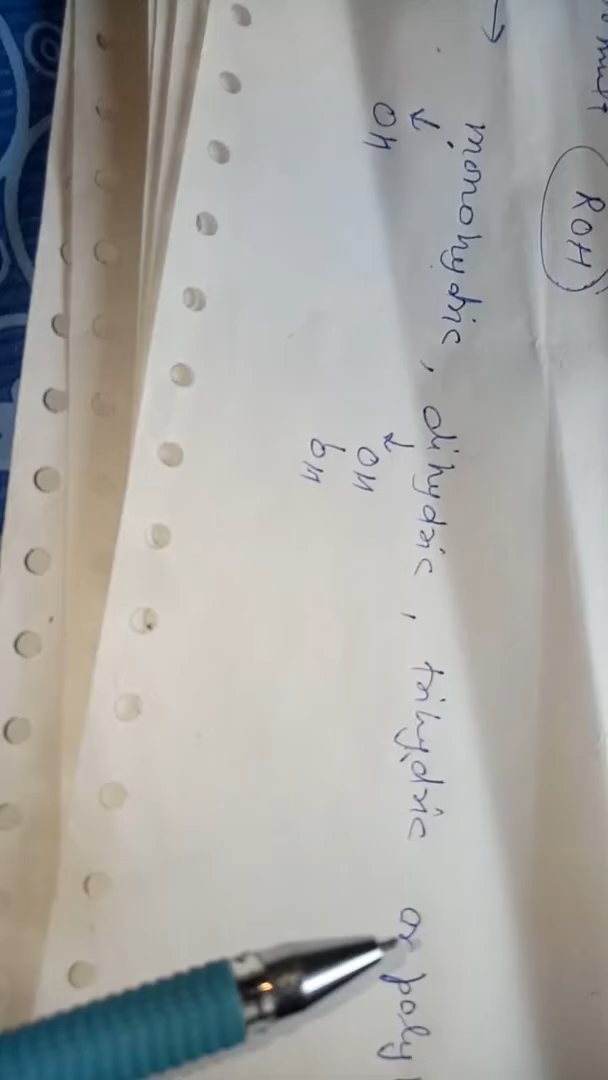 ROH
→ monohydric, dihydric, trihydric or poly
↓ ↓
OH OH
OH